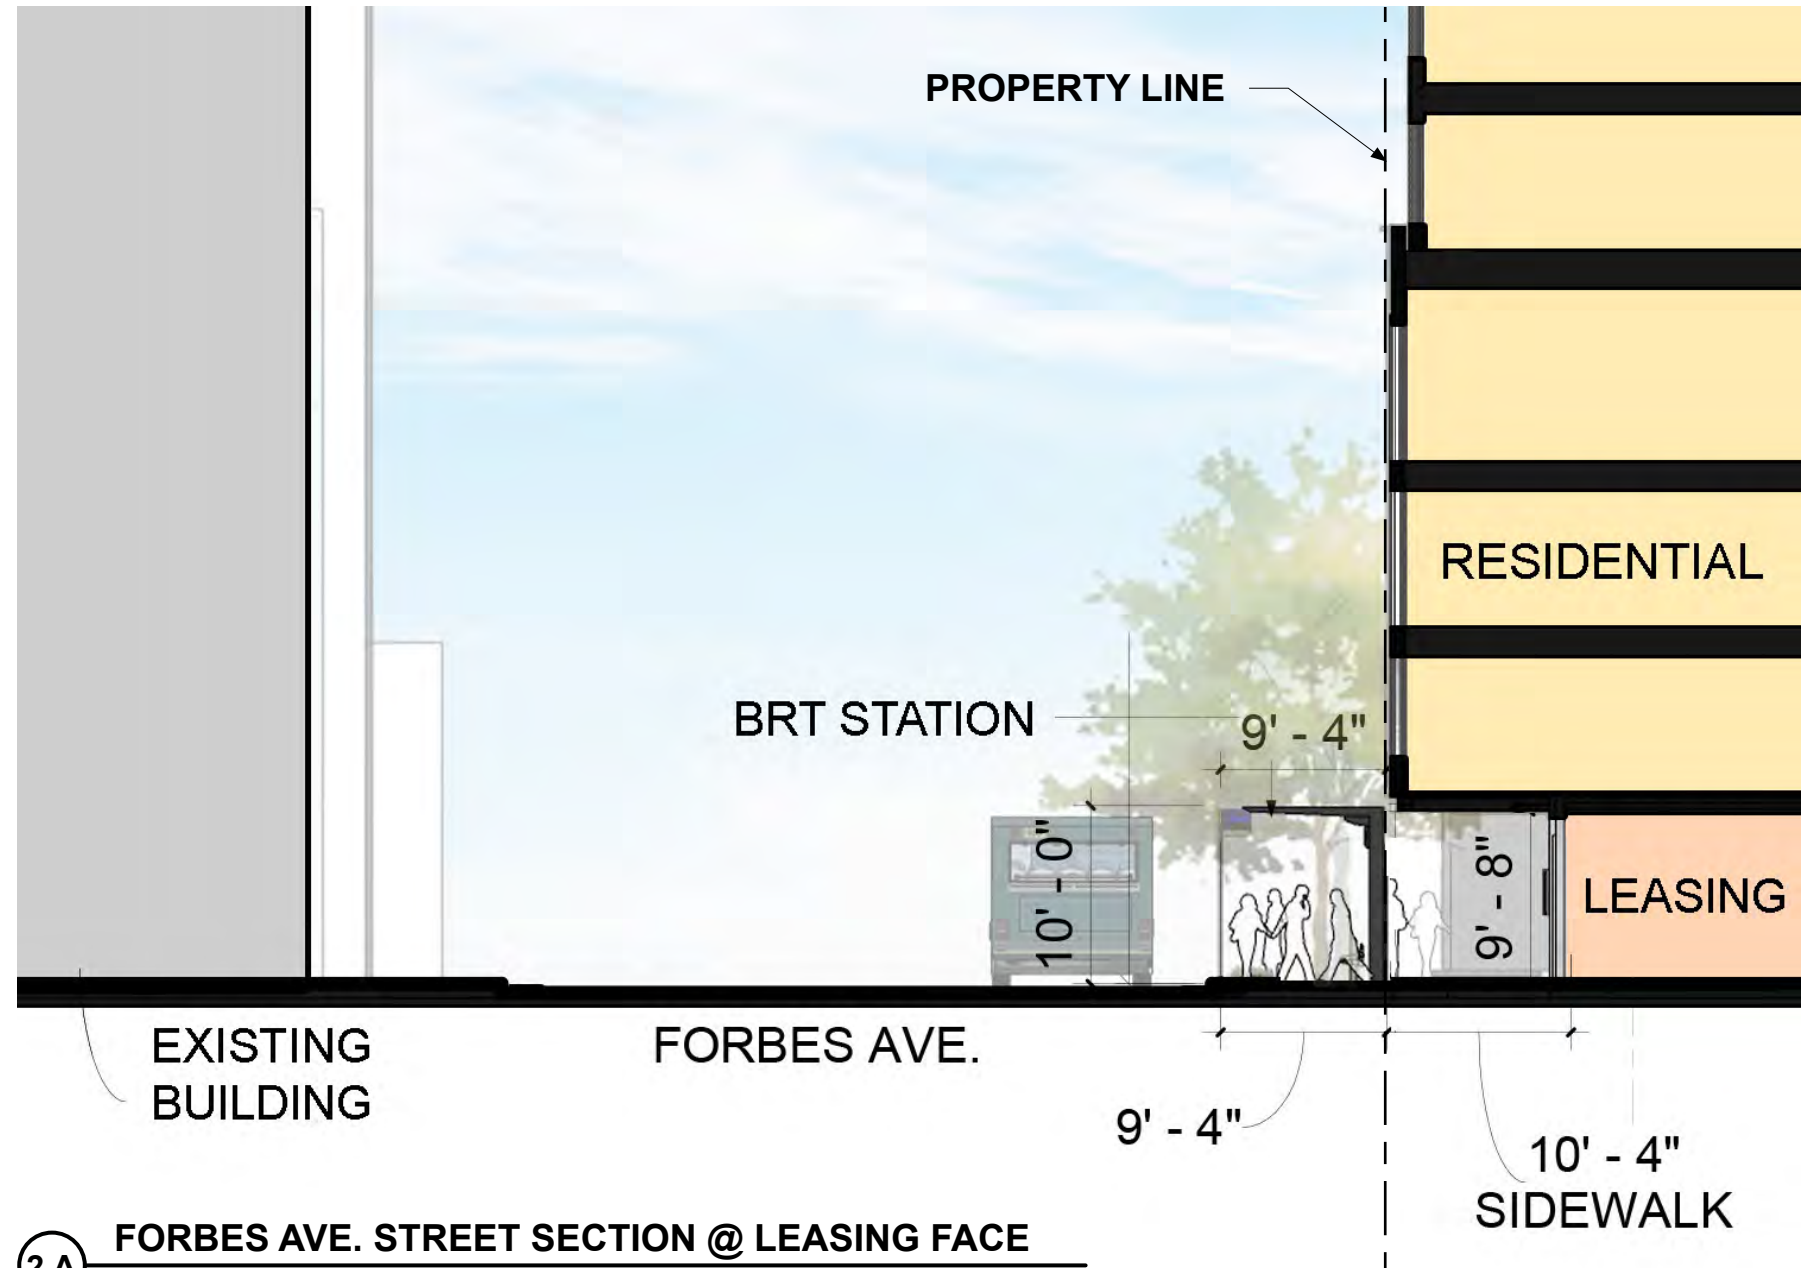 PROPERTY LINE
RESIDENTIAL
BRT STATION
9' - 4"
10' - 0"
9' - 8"
LEASING
EXISTING
BUILDING
FORBES AVE.
9' - 4"
10' - 4"
SIDEWALK
FORBES AVE. STREET SECTION @ LEASING FACE
2.A